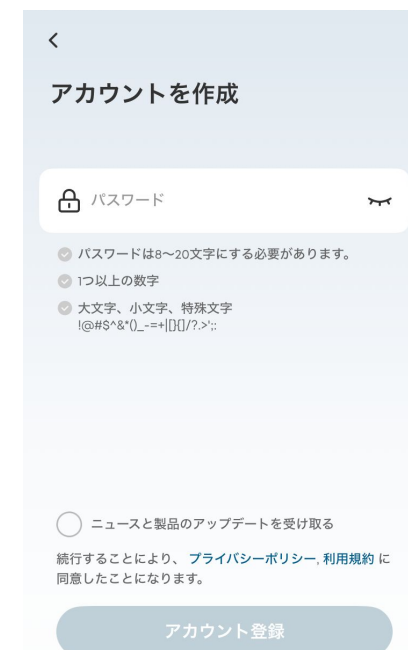 アカウントを作成
パスワード
パスワードは8〜20文字にする必要があります。
1つ以上の数字
大文字、小文字、特殊文字
!@#$^&*()_-=+|[]{}/?.>';:
ニュースと製品のアップデートを受け取る
続行することにより、 プライバシーポリシー, 利用規約 に
同意したことになります。
アカウント登録